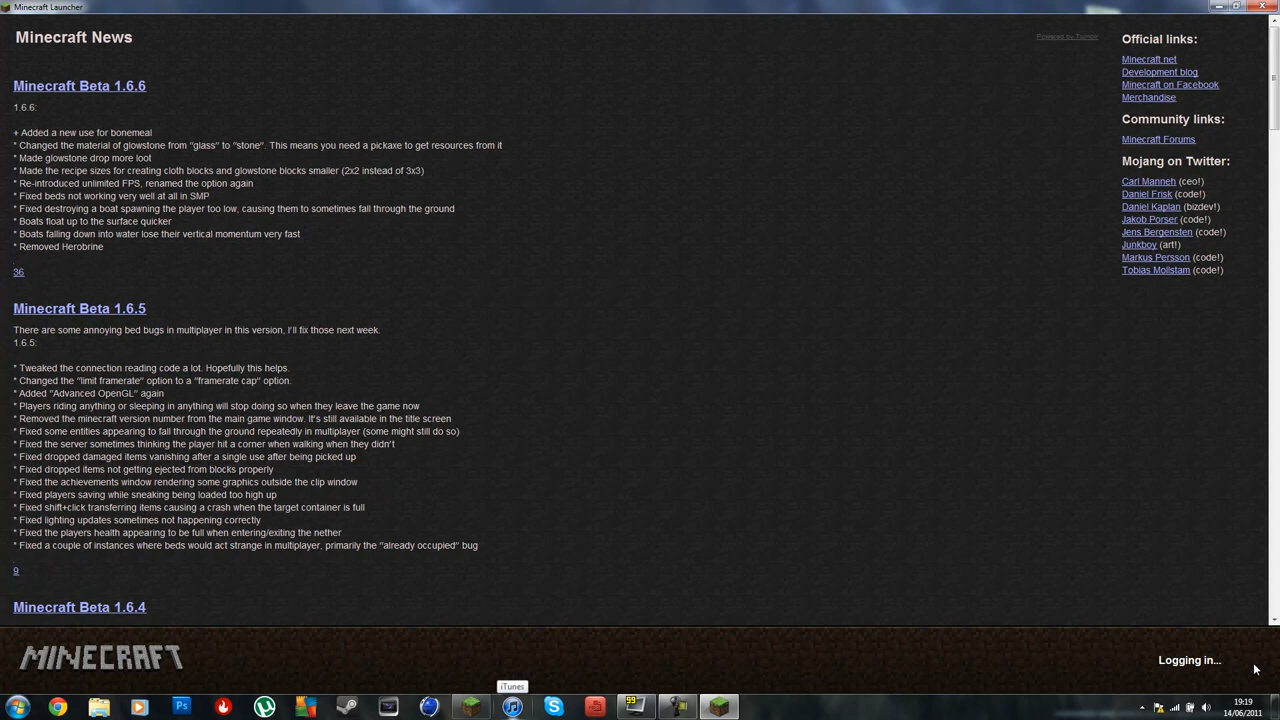 Minecraft Launcher
Minecraft News
Powered by Tumblr
Minecraft Beta 1.6.6
1.6.6:
+ Added a new use for bonemeal
* Changed the material of glowstone from "glass" to "stone". This means you need a pickaxe to get resources from it
* Made glowstone drop more loot
* Made the recipe sizes for creating cloth blocks and glowstone blocks smaller (2x2 instead of 3x3)
* Re-introduced unlimited FPS, renamed the option again
* Fixed beds not working very well at all in SMP
* Fixed destroying a boat spawning the player too low, causing them to sometimes fall through the ground
* Boats float up to the surface quicker
* Boats falling down into water lose their vertical momentum very fast
* Removed Herobrine
36
Minecraft Beta 1.6.5
There are some annoying bed bugs in multiplayer in this version, I'll fix those next week.
1.6.5:
* Tweaked the connection reading code a lot. Hopefully this helps.
* Changed the "limit framerate" option to a "framerate cap" option.
* Added "Advanced OpenGL" again
* Players riding anything or sleeping in anything will stop doing so when they leave the game now
* Removed the minecraft version number from the main game window. It's still available in the title screen
* Fixed some entities appearing to fall through the ground repeatedly in multiplayer (some might still do so)
* Fixed the server sometimes thinking the player hit a corner when walking when they didn't
* Fixed dropped damaged items vanishing after a single use after being picked up
* Fixed dropped items not getting ejected from blocks properly
* Fixed the achievements window rendering some graphics outside the clip window
* Fixed players saving while sneaking being loaded too high up
* Fixed shift+click transferring items causing a crash when the target container is full
* Fixed lighting updates sometimes not happening correctly
* Fixed the players health appearing to be full when entering/exiting the nether
* Fixed a couple of instances where beds would act strange in multiplayer, primarily the "already occupied" bug
9
Minecraft Beta 1.6.4
Official links:
Minecraft.net
Development blog
Minecraft on Facebook
Merchandise
Community links:
Minecraft Forums
Mojang on Twitter:
Carl Manneh (ceo!)
Daniel Frisk (code!)
Daniel Kaplan (bizdev!)
Jakob Porser (code!)
Jens Bergensten (code!)
Junkboy (art!)
Markus Persson (code!)
Tobias Mollstam (code!)
MINECRAFT
Logging in...
iTunes
Ps
99
19:19
14/06/2011